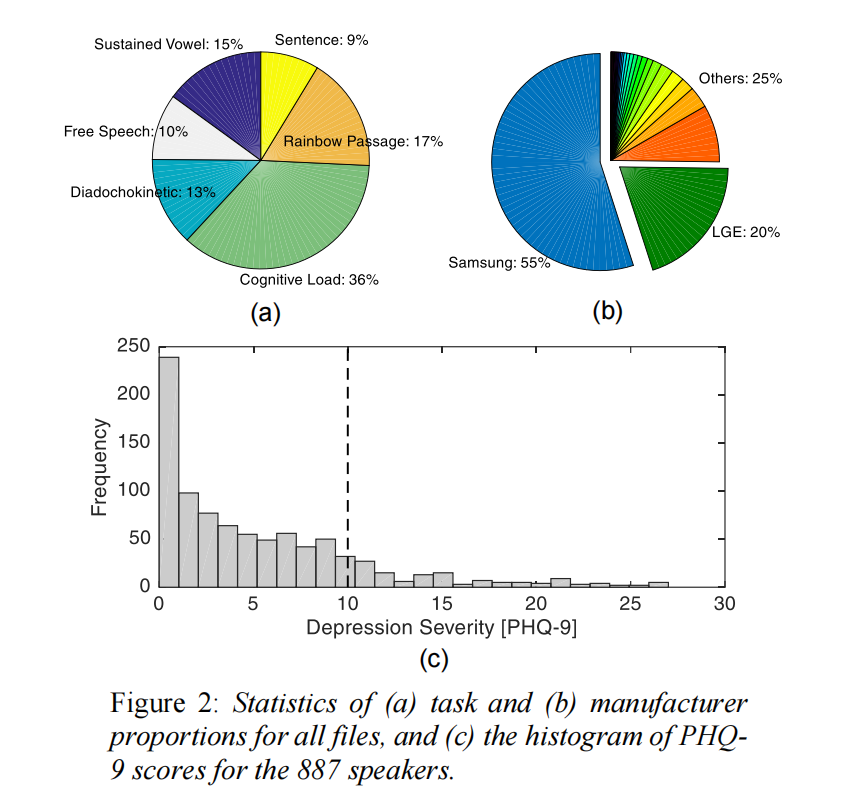 Sustained Vowel: 15%
Sentence: 9%
Free Speech: 10%
Rainbow Passage: 17%
Diadochokinetic: 13%
Cognitive Load: 36%
(a)
Others: 25%
LGE: 20%
Samsung: 55%
(b)
250
200
150
100
50
0
Frequency
0 5 10 15 20 25 30
Depression Severity [PHQ-9]
(c)
Figure 2: Statistics of (a) task and (b) manufacturer
proportions for all files, and (c) the histogram of PHQ-
9 scores for the 887 speakers.